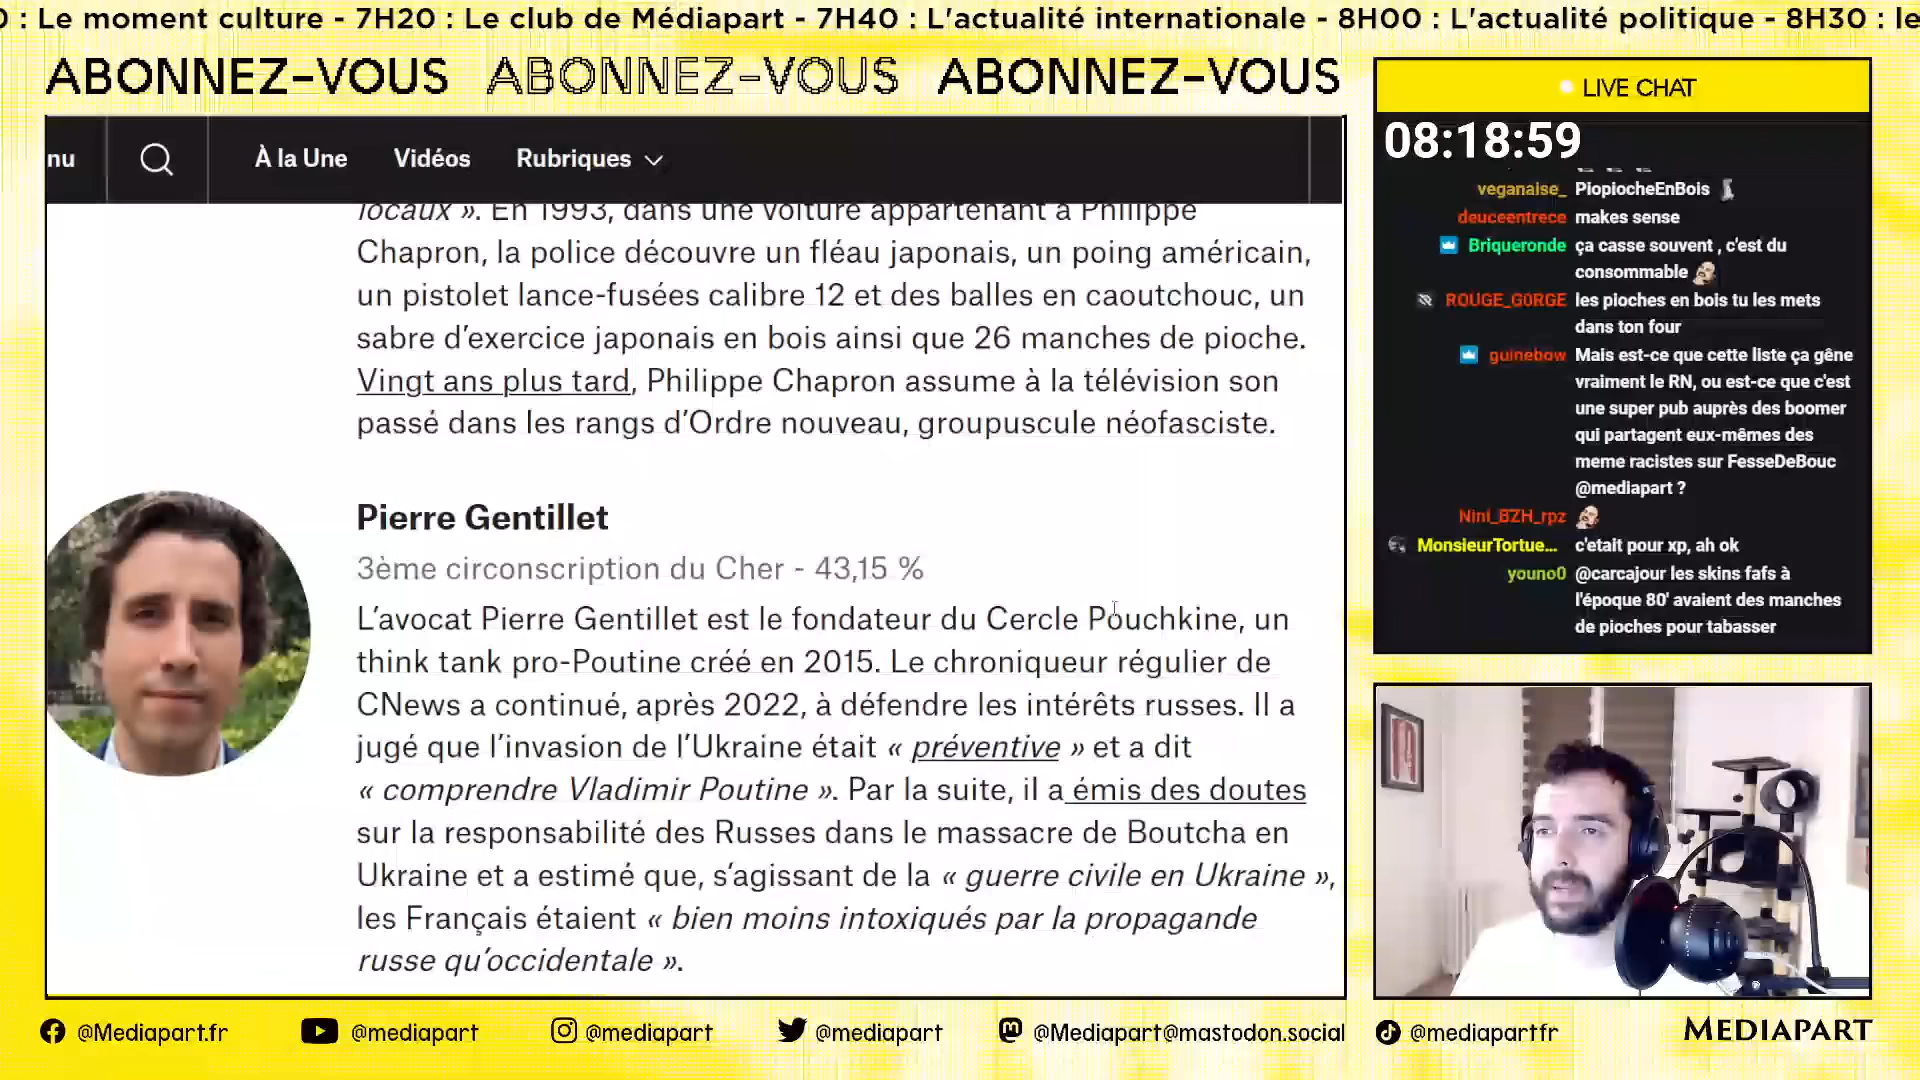 0 : Le moment culture - 7H20 : Le club de Médiapart - 7H40 : L'actualité internationale - 8H00 : L'actualité politique - 8H30 : le
ABONNEZ-VOUS ABONNEZ-VOUS ABONNEZ-VOUS
nu À la Une Vidéos Rubriques
locaux ». En 1993, dans une voiture appartenant à Philippe
Chapron, la police découvre un fléau japonais, un poing américain,
un pistolet lance-fusées calibre 12 et des balles en caoutchouc, un
sabre d'exercice japonais en bois ainsi que 26 manches de pioche.
Vingt ans plus tard, Philippe Chapron assume à la télévision son
passé dans les rangs d'Ordre nouveau, groupuscule néofasciste.
Pierre Gentillet
3ème circonscription du Cher - 43,15 %
L'avocat Pierre Gentillet est le fondateur du Cercle Pouchkine, un
think tank pro-Poutine créé en 2015. Le chroniqueur régulier de
CNews a continué, après 2022, à défendre les intérêts russes. Il a
jugé que l'invasion de l'Ukraine était « préventive » et a dit
« comprendre Vladimir Poutine ». Par la suite, il a émis des doutes
sur la responsabilité des Russes dans le massacre de Boutcha en
Ukraine et a estimé que, s'agissant de la « guerre civile en Ukraine »,
les Français étaient « bien moins intoxiqués par la propagande
russe qu'occidentale ».
LIVE CHAT
08:18:59
veganaise_ PiopiocheEnBois
deuceentrece makes sense
Briqueronde ça casse souvent , c'est du
consommable
ROUGE_G0RGE les pioches en bois tu les mets
dans ton four
guinebow Mais est-ce que cette liste ça gêne
vraiment le RN, ou est-ce que c'est
une super pub auprès des boomer
qui partagent eux-mêmes des
meme racistes sur FesseDeBouc
@mediapart ?
Nini_BZH_rpz
MonsieurTortue... c'etait pour xp, ah ok
youno0 @carcajour les skins fafs à
l'époque 80' avaient des manches
de pioches pour tabasser
@Mediapart.fr @mediapart @mediapart @mediapart @Mediapart@mastodon.social @mediapartfr MEDIAPART